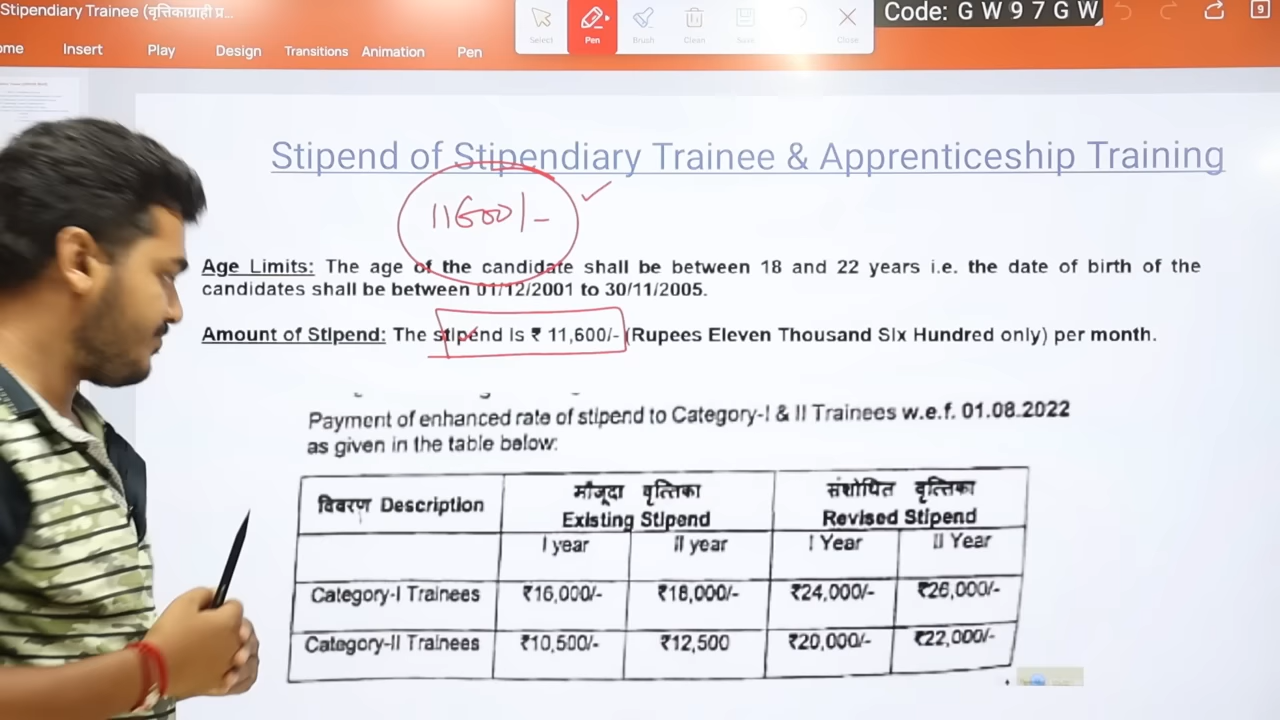 Stipendiary Trainee (वृत्तिकाग्राही प्र...
Code: G W 9 7 G W
9
ome Insert Play Design Transitions Animation Pen
Select Pen Brush Clean Save Close
Stipend of Stipendiary Trainee & Apprenticeship Training
11600/-
Age Limits: The age of the candidate shall be between 18 and 22 years i.e. the date of birth of the
candidates shall be between 01/12/2001 to 30/11/2005.
Amount of Stipend: The stipend is ₹ 11,600/- (Rupees Eleven Thousand Six Hundred only) per month.
Payment of enhanced rate of stipend to Category-I & II Trainees w.e.f. 01.08.2022
as given in the table below:
विवरण Description मौजूदा वृत्तिका संशोधित वृत्तिका
Existing Stipend Revised Stipend
I year II year I Year II Year
Category-I Trainees ₹16,000/- ₹18,000/- ₹24,000/- ₹26,000/-
Category-II Trainees ₹10,500/- ₹12,500 ₹20,000/- ₹22,000/-